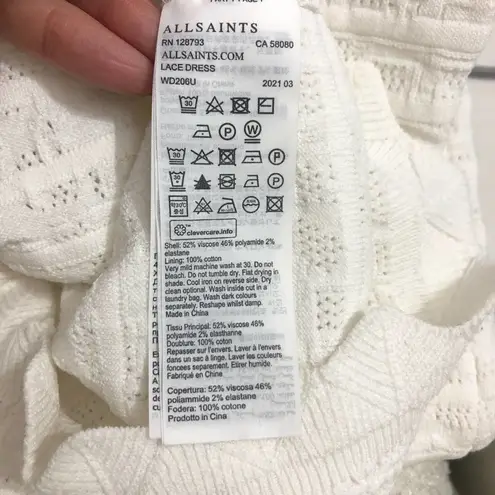 ALLSAINTS
RN 128793 CA 58080
ALLSAINTS.COM
LACE DRESS
WD206U 2021 03
30
P W
30 P
30 P
clevercare.info
Shell: 52% viscose 46% polyamide 2%
elastane
Lining: 100% cotton
Very mild machine wash at 30. Do not
bleach. Do not tumble dry. Flat drying in
shade. Cool iron on reverse side. Dry
clean optional. Wash inside out in a
laundry bag. Wash dark colours
separately. Reshape whilst damp.
Made in China
Tissu Principal: 52% viscose 46%
polyamide 2% elasthanne
Doublure: 100% coton
Repasser sur l'envers. Laver à l'envers
dans un sac à linge. Laver les couleurs
foncées séparément. Etirer humide.
Fabriqué en Chine
Copertura: 52% viscosa 46%
poliammide 2% elastan
Fodera: 100% cotone
Prodotto in Cina